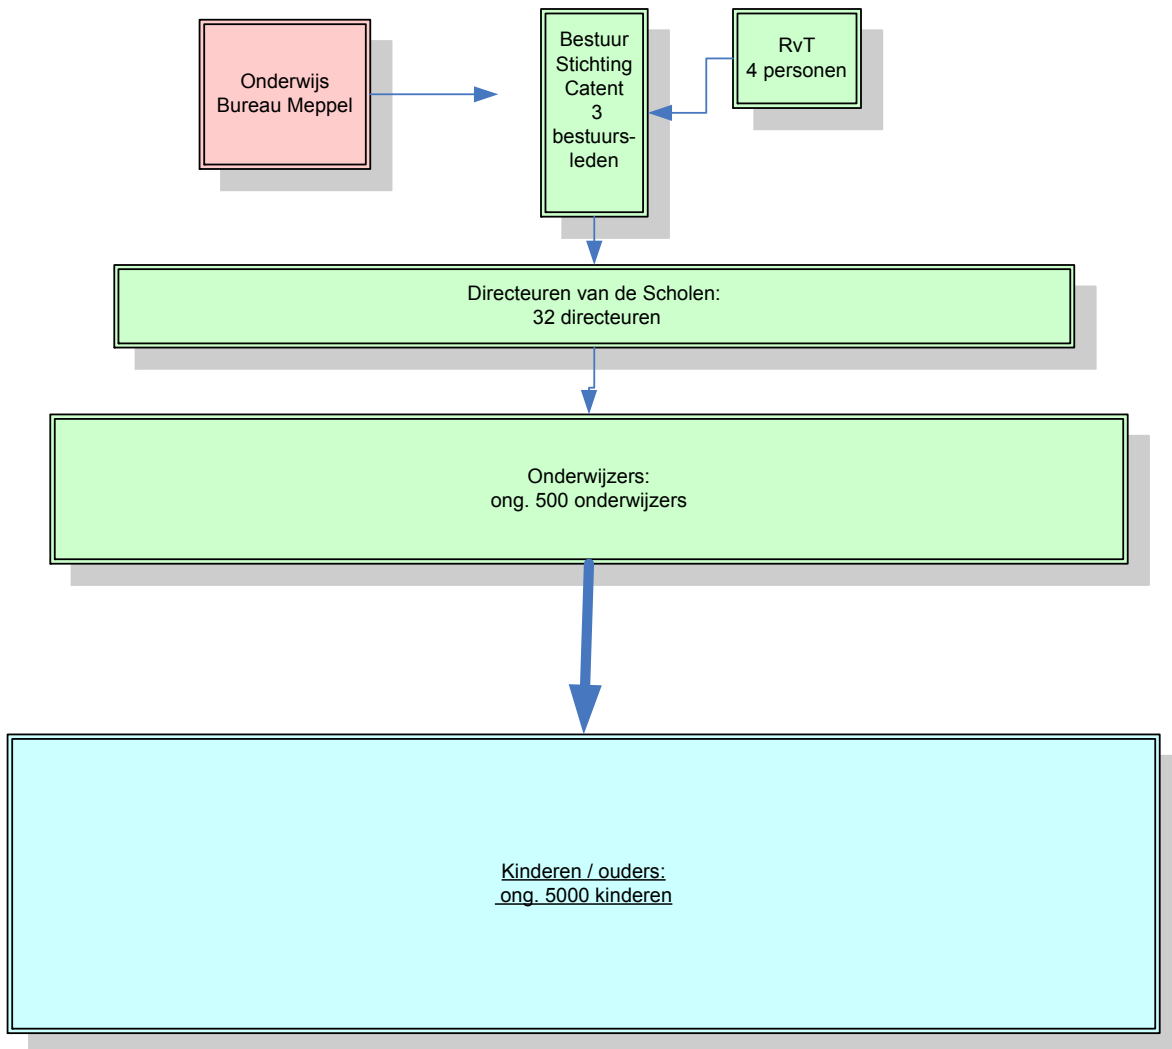 Onderwijs
Bureau Meppel
Bestuur
Stichting
Catent
3
bestuurs-
leden
RvT
4 personen
Directeuren van de Scholen:
32 directeuren
Onderwijzers:
ong. 500 onderwijzers
Kinderen / ouders:
ong. 5000 kinderen